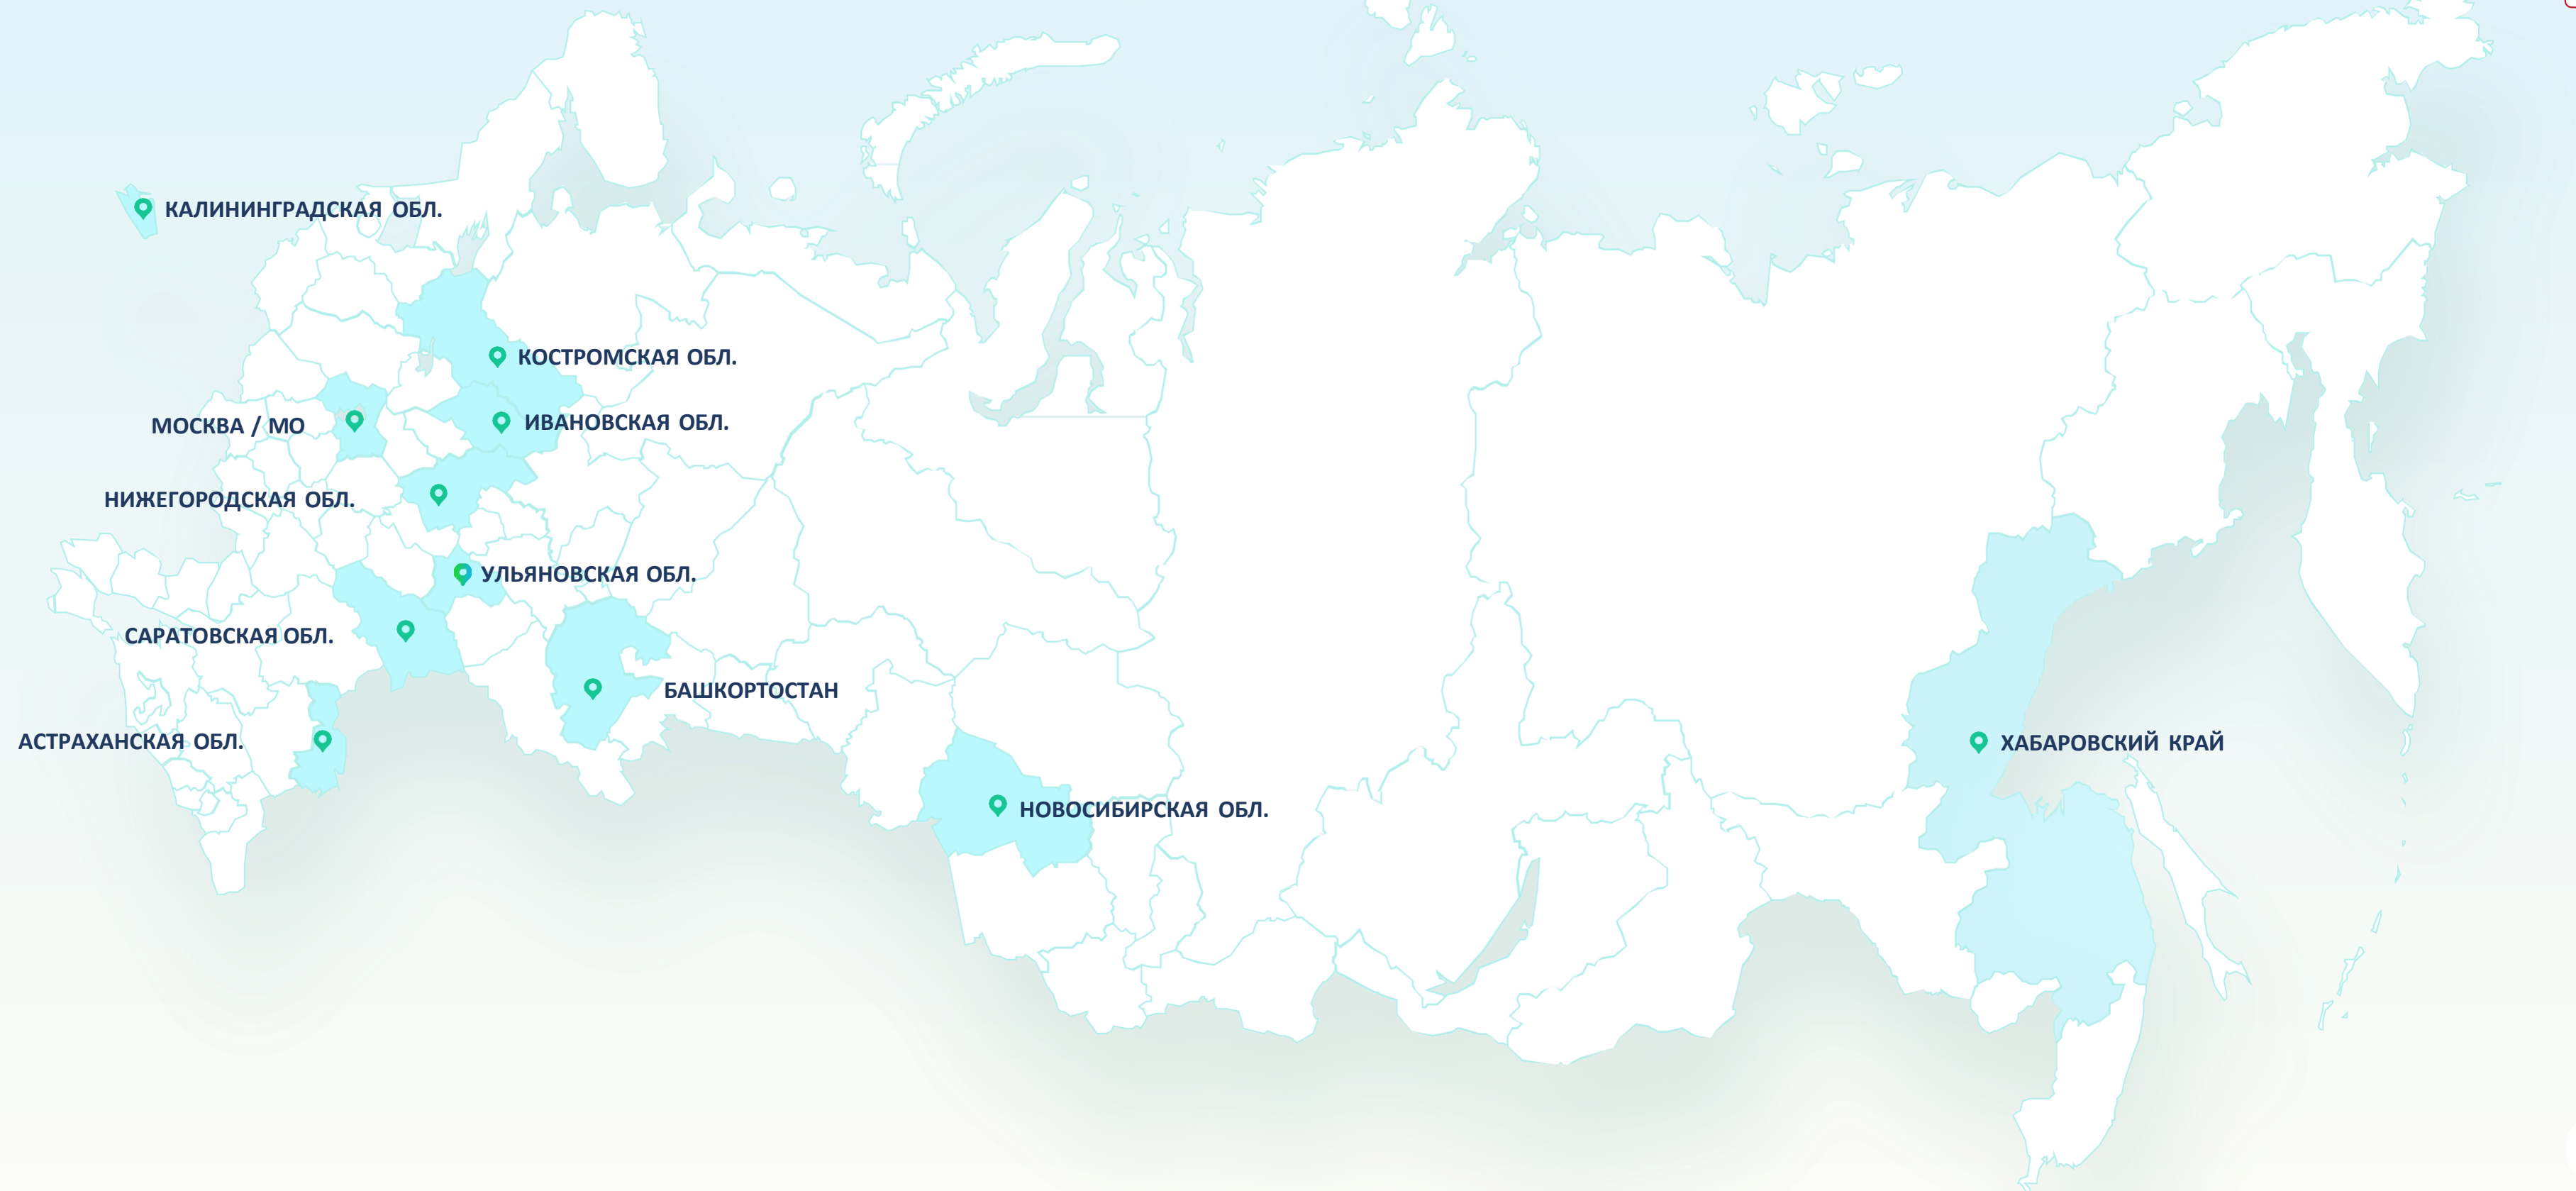 КАЛИНИНГРАДСКАЯ ОБЛ.
КОСТРОМСКАЯ ОБЛ.
МОСКВА / МО
ИВАНОВСКАЯ ОБЛ.
НИЖЕГОРОДСКАЯ ОБЛ.
УЛЬЯНОВСКАЯ ОБЛ.
САРАТОВСКАЯ ОБЛ.
БАШКОРТОСТАН
АСТРАХАНСКАЯ ОБЛ.
ХАБАРОВСКИЙ КРАЙ
НОВОСИБИРСКАЯ ОБЛ.